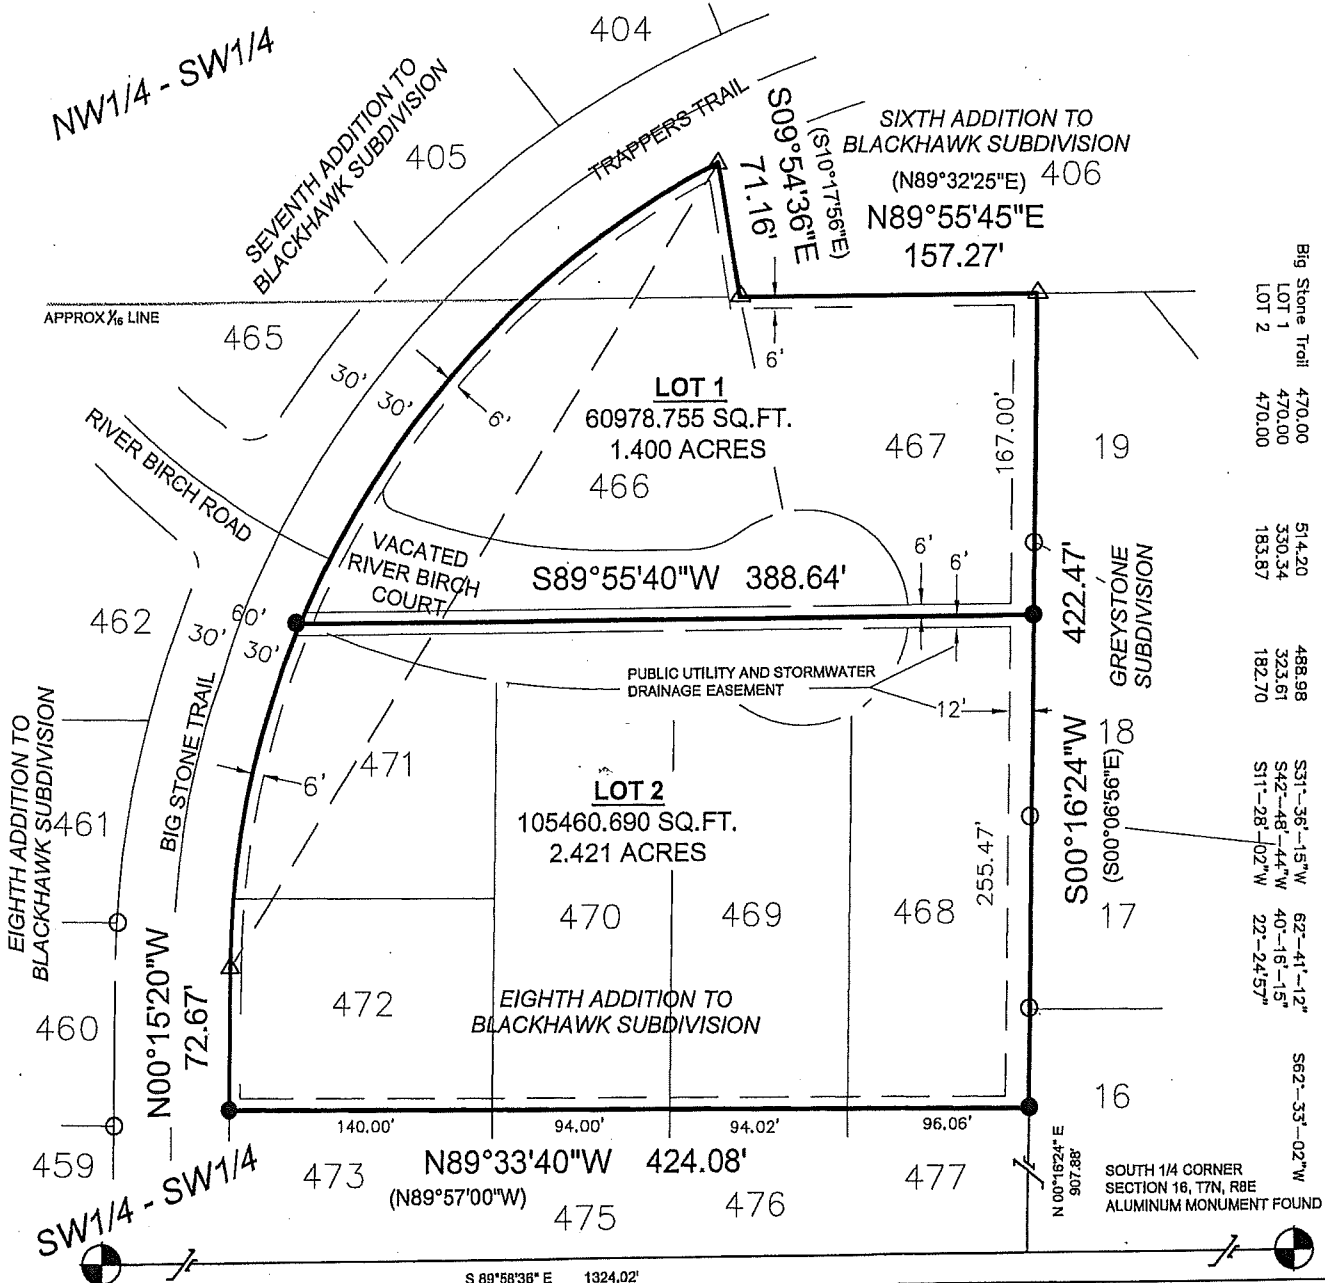 404
NW1/4 - SW1/4
SEVENTH ADDITION TO
BLACKHAWK SUBDIVISION
405
TRAPPERS TRAIL
S09°54'36"E
(S10°17'56"E)
71.16'
SIXTH ADDITION TO
BLACKHAWK SUBDIVISION
(N89°32'25"E)
406
N89°55'45"E
157.27'
APPROX 1/16 LINE
465
30'
30'
6'
6'
LOT 1
60978.755 SQ.FT.
1.400 ACRES
466
467
167.00'
19
RIVER BIRCH ROAD
VACATED
RIVER BIRCH
COURT
S89°55'40"W 388.64'
6'
6'
422.47'
GREYSTONE
SUBDIVISION
462
60'
30'
30'
PUBLIC UTILITY AND STORMWATER
DRAINAGE EASEMENT
12'
18
BIG STONE TRAIL
471
6'
LOT 2
105460.690 SQ.FT.
2.421 ACRES
S00°16'24"W
(S00°06'56"E)
255.47'
EIGHTH ADDITION TO
BLACKHAWK SUBDIVISION
461
470
469
468
17
N00°15'20"W
72.67'
472
EIGHTH ADDITION TO
BLACKHAWK SUBDIVISION
460
16
140.00'
94.00'
94.02'
96.06'
459
473
N89°33'40"W 424.08'
(N89°57'00"W)
475
476
477
N 00°16'24" E
907.88'
SOUTH 1/4 CORNER
SECTION 16, T7N, R8E
ALUMINUM MONUMENT FOUND
SW1/4 - SW1/4
S 89°58'36" E 1324.02'
Big Stone Trail 470.00 514.20 488.98 S31°-36'-15"W 62°-41'-12" S62°-33'-02"W
LOT 1 470.00 330.34 323.61 S42°-48'-44"W 40°-16'-15"
LOT 2 470.00 183.87 182.70 S11°-28'-02"W 22°-24'57"